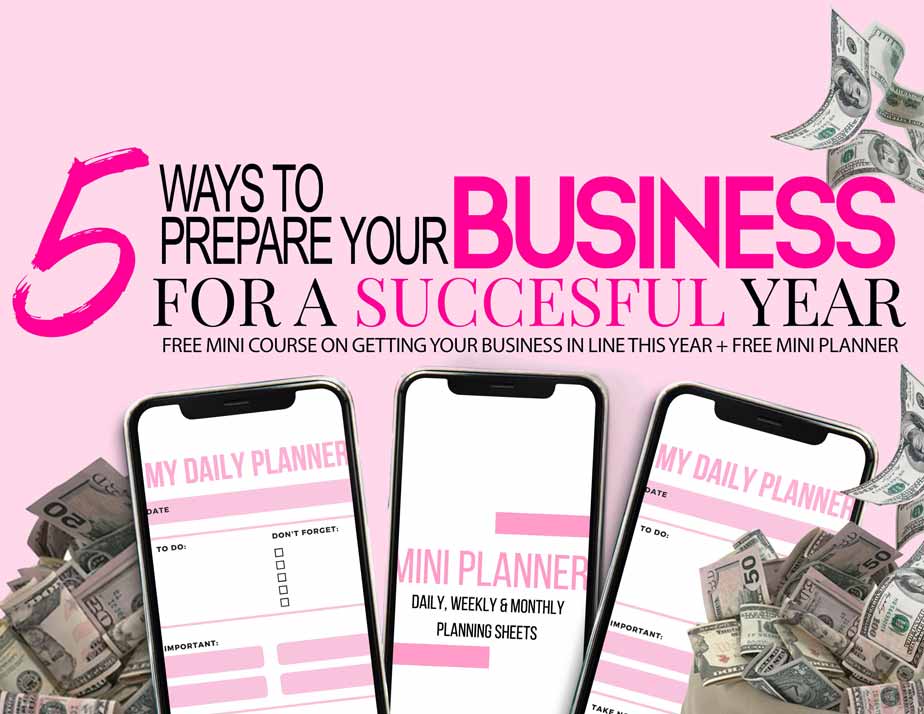 5 WAYS TO
PREPARE YOUR BUSINESS
FOR A SUCCESFUL YEAR
FREE MINI COURSE ON GETTING YOUR BUSINESS IN LINE THIS YEAR + FREE MINI PLANNER
MY DAILY PLANNER
DATE
TO DO:
DON'T FORGET:
IMPORTANT:
MINI PLANNER
DAILY, WEEKLY & MONTHLY
PLANNING SHEETS
MY DAILY PLANNER
DATE
TO DO:
IMPORTANT:
50
50